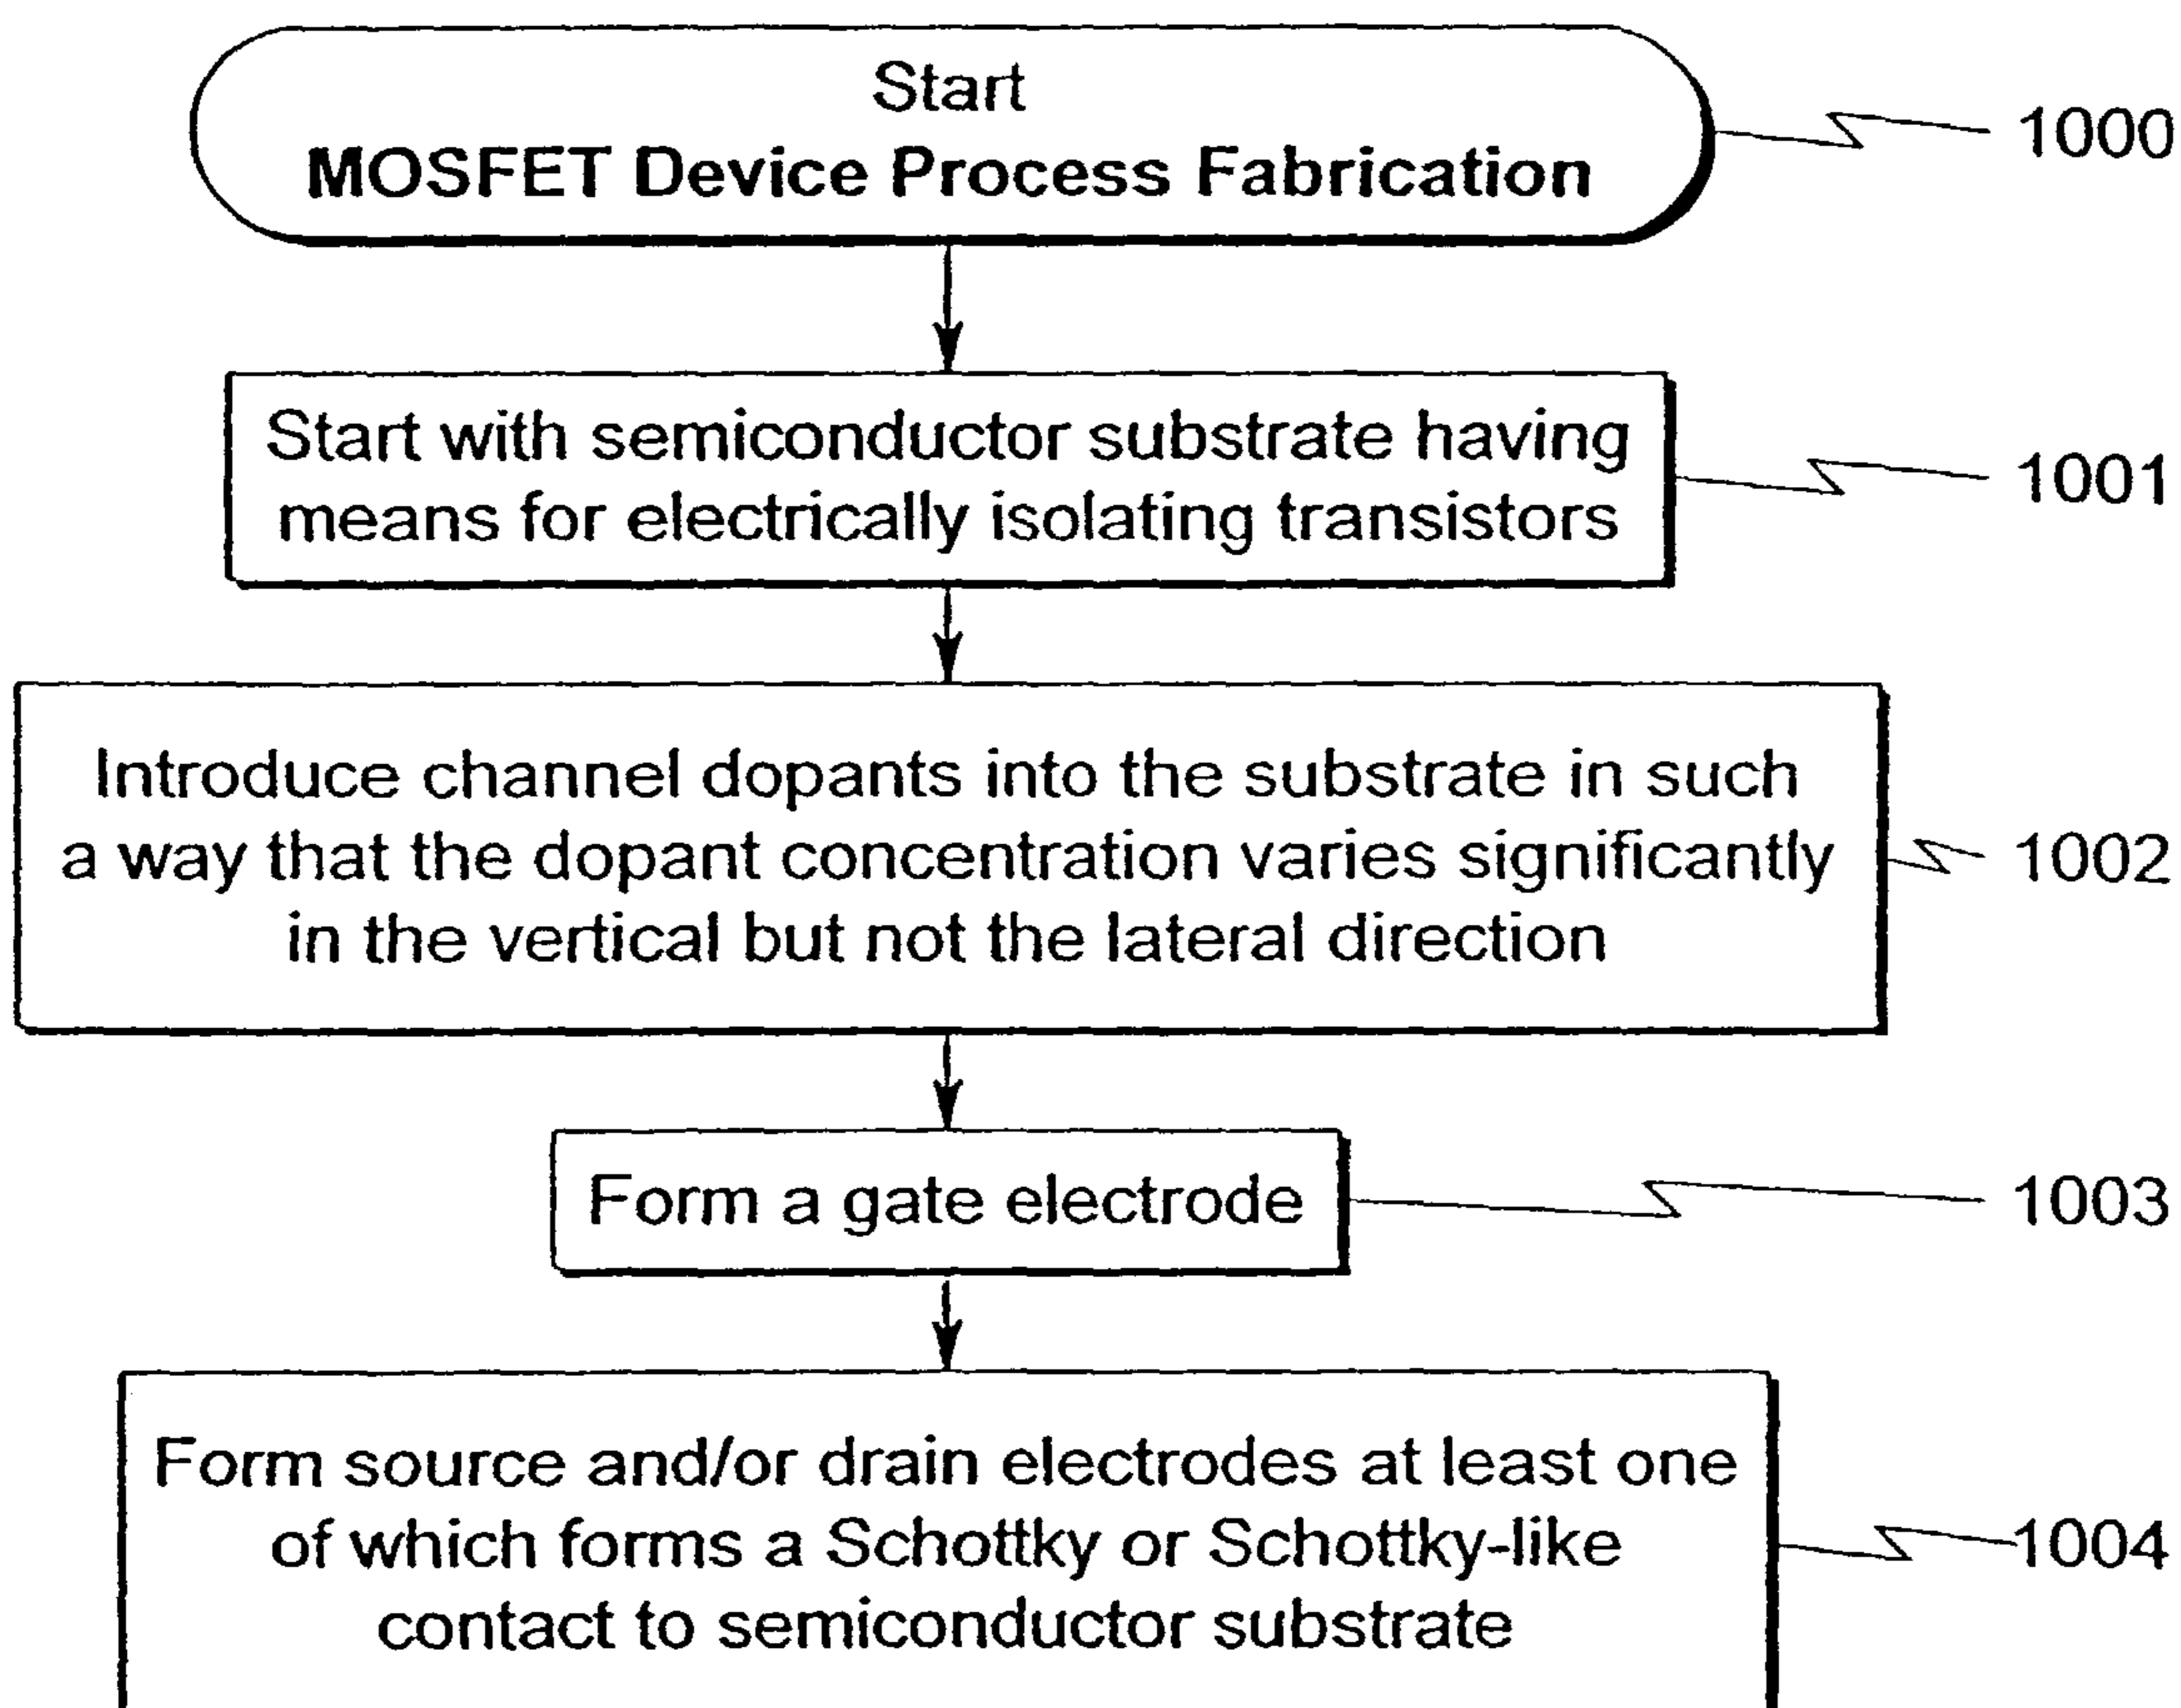 Start
MOSFET Device Process Fabrication
1000
Start with semiconductor substrate having
means for electrically isolating transistors
1001
Introduce channel dopants into the substrate in such
a way that the dopant concentration varies significantly
in the vertical but not the lateral direction
1002
Form a gate electrode
1003
Form source and/or drain electrodes at least one
of which forms a Schottky or Schottky-like
contact to semiconductor substrate
1004